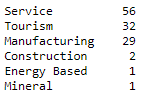 Service 56
Tourism 32
Manufacturing 29
Construction 2
Energy Based 1
Mineral 1